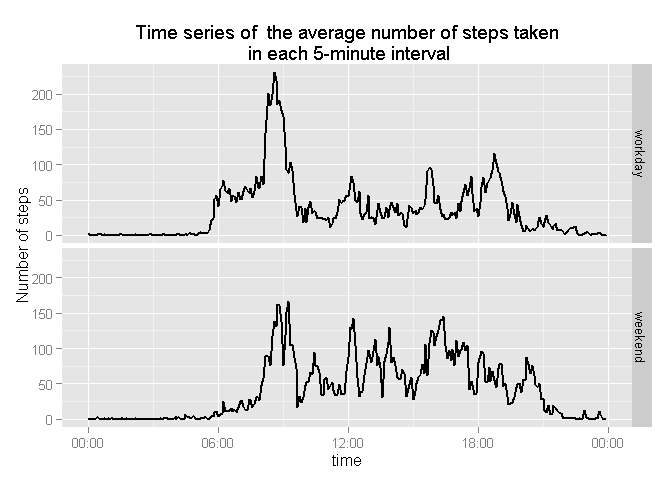 Time series of  the average number of steps taken
in each 5-minute interval
Number of steps
200
150
100
50
0
workday
200
150
100
50
0
weekend
00:00 06:00 12:00 18:00 00:00
time